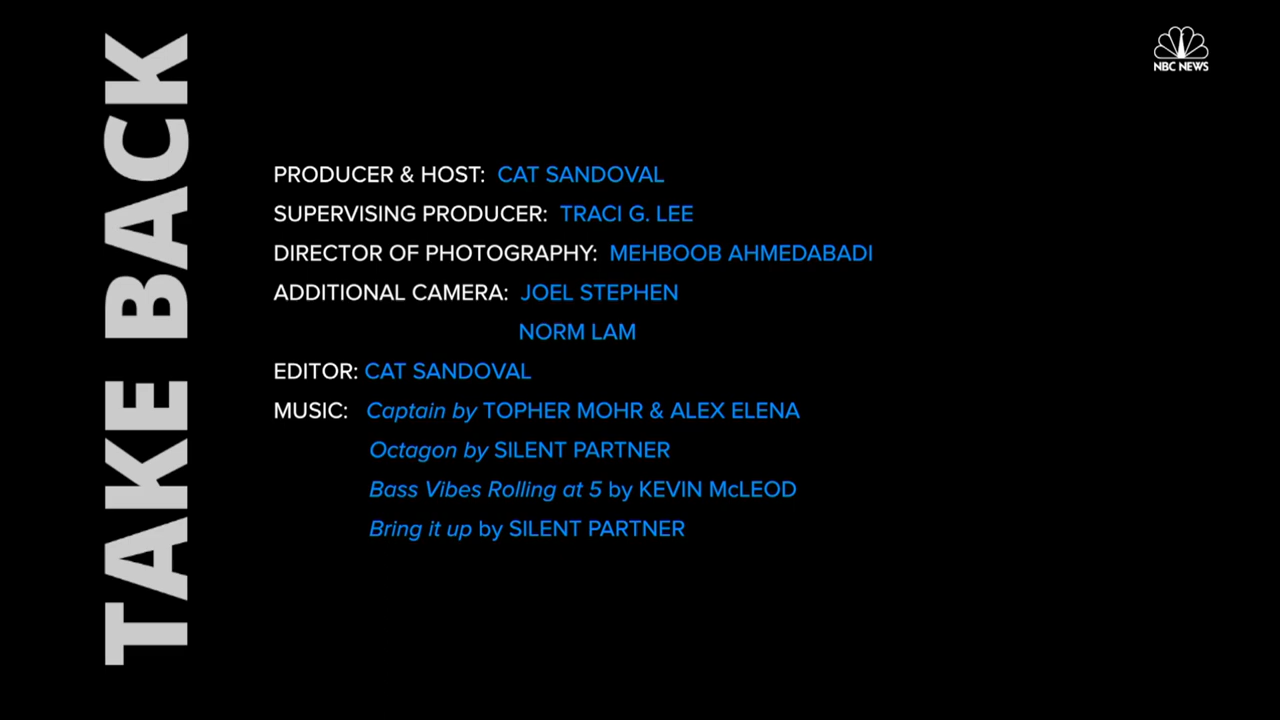 TAKE BACK
NBC NEWS
PRODUCER & HOST: CAT SANDOVAL
SUPERVISING PRODUCER: TRACI G. LEE
DIRECTOR OF PHOTOGRAPHY: MEHBOOB AHMEDABADI
ADDITIONAL CAMERA: JOEL STEPHEN
NORM LAM
EDITOR: CAT SANDOVAL
MUSIC: Captain by TOPHER MOHR & ALEX ELENA
Octagon by SILENT PARTNER
Bass Vibes Rolling at 5 by KEVIN McLEOD
Bring it up by SILENT PARTNER